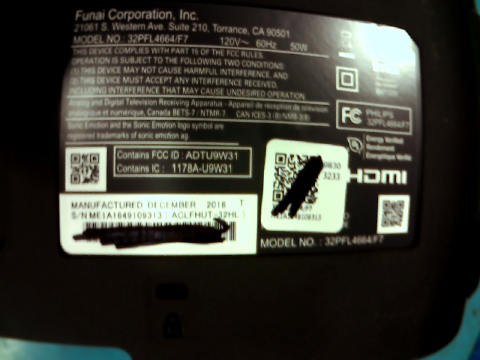 Funai Corporation, Inc.
21061 S. Western Ave. Suite 210, Torrance, CA 90501
MODEL NO.: 32PFL4664/F7 120V~ 60Hz 50W
THIS DEVICE COMPLIES WITH PART 15 OF THE FCC RULES.
OPERATION IS SUBJECT TO THE FOLLOWING TWO CONDITIONS:
(1) THIS DEVICE MAY NOT CAUSE HARMFUL INTERFERENCE, AND
(2) THIS DEVICE MUST ACCEPT ANY INTERFERENCE RECEIVED,
INCLUDING INTERFERENCE THAT MAY CAUSE UNDESIRED OPERATION.
Analog and Digital Television Receiving Apparatus - Appareil de réception de télévision
analogique et numérique, Canada BETS-7 / NTMR-7 CAN ICES-3 (B)/NMB-3(B)
Sonic Emotion and the Sonic Emotion logo symbol are
registered trademarks of sonic emotion ag.
FC PHILIPS
32PFL4664/F7
Energy Verified
Rendement
Énergétique Vérifié
Contains FCC ID : ADTU9W31
Contains IC : 1178A-U9W31
HDMI
9830
3233
MANUFACTURED DECEMBER 2016 T
S/N ME1A1649109313 ( ACLFHUT 32HL )
MODEL NO. : 32PFL4664/F7